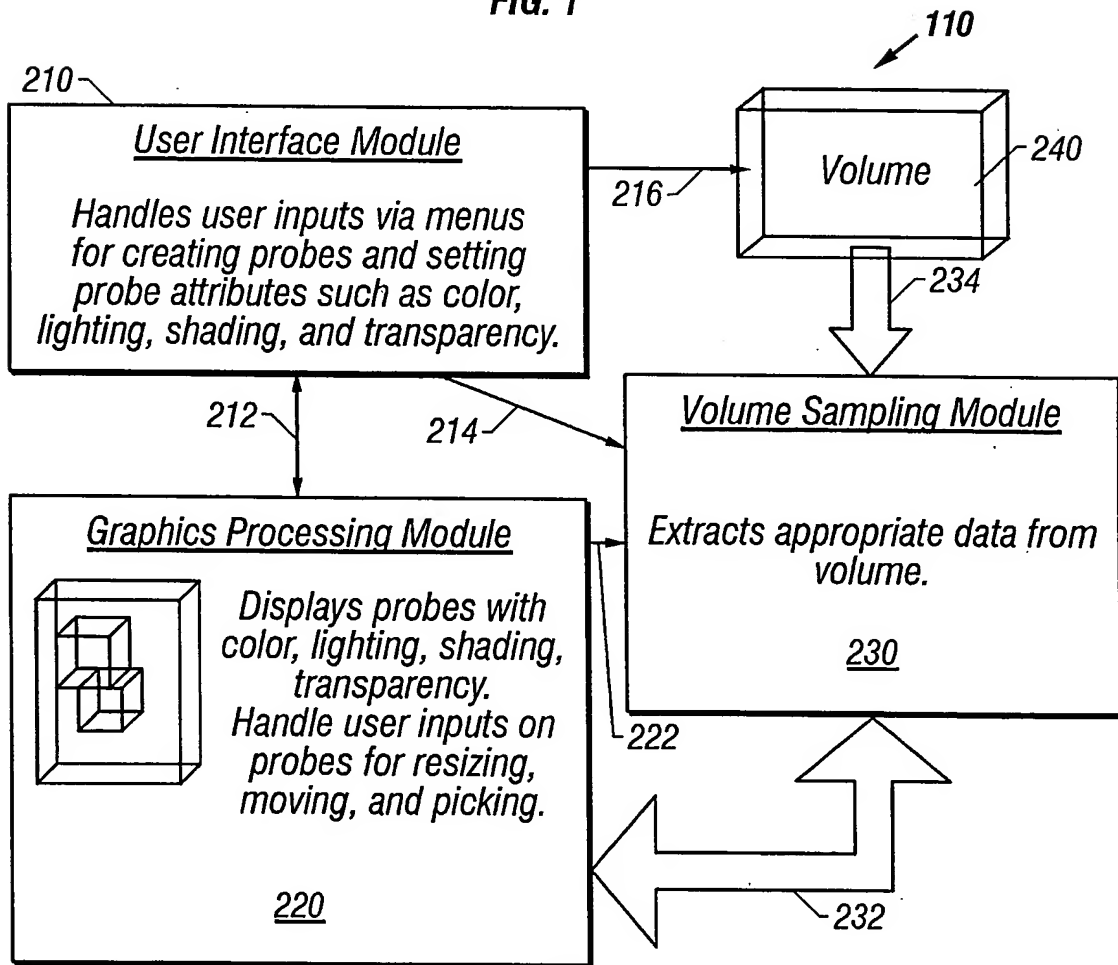 FIG. 1
110
210
User Interface Module
Handles user inputs via menus
for creating probes and setting
probe attributes such as color,
lighting, shading, and transparency.
216
Volume
240
234
212
214
Volume Sampling Module
Extracts appropriate data from
volume.
230
Graphics Processing Module
Displays probes with
color, lighting, shading,
transparency.
Handle user inputs on
probes for resizing,
moving, and picking.
220
222
232